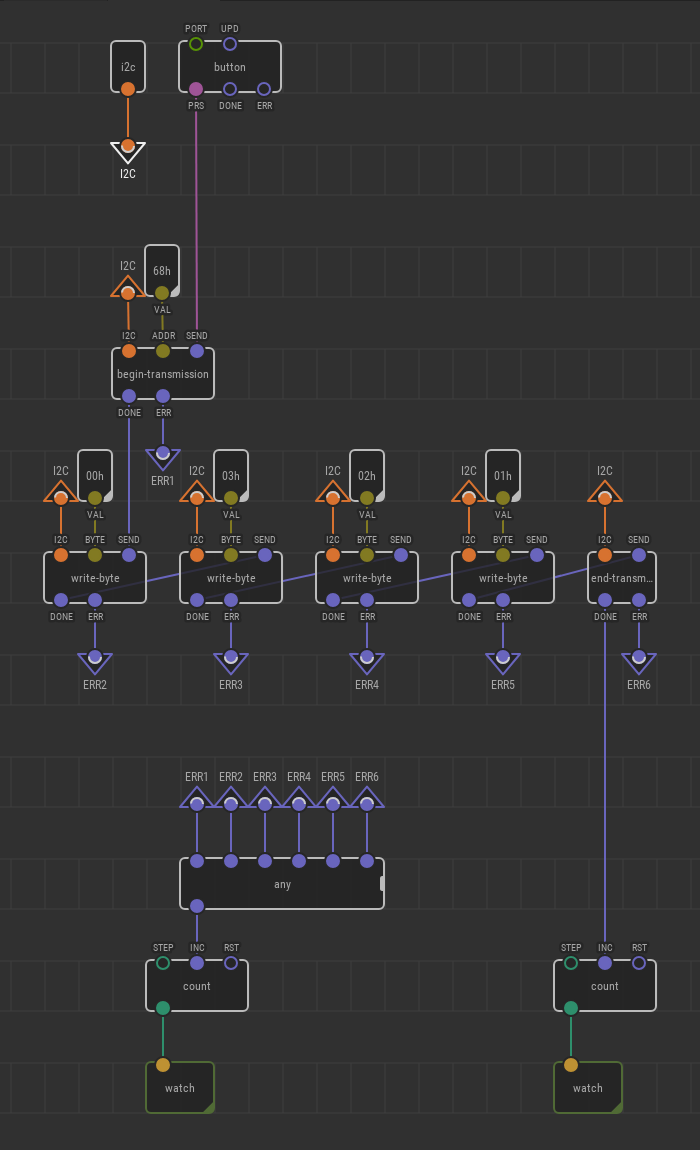 PORT UPD
i2c button
PRS DONE ERR
I2C
I2C 68h
VAL
I2C ADDR SEND
begin-transmission
DONE ERR
ERR1
I2C 00h I2C 03h I2C 02h I2C 01h I2C
VAL VAL VAL VAL
I2C BYTE SEND I2C BYTE SEND I2C BYTE SEND I2C BYTE SEND I2C SEND
write-byte write-byte write-byte write-byte end-transm...
DONE ERR DONE ERR DONE ERR DONE ERR DONE ERR
ERR2 ERR3 ERR4 ERR5 ERR6
ERR1 ERR2 ERR3 ERR4 ERR5 ERR6
any
STEP INC RST STEP INC RST
count count
watch watch